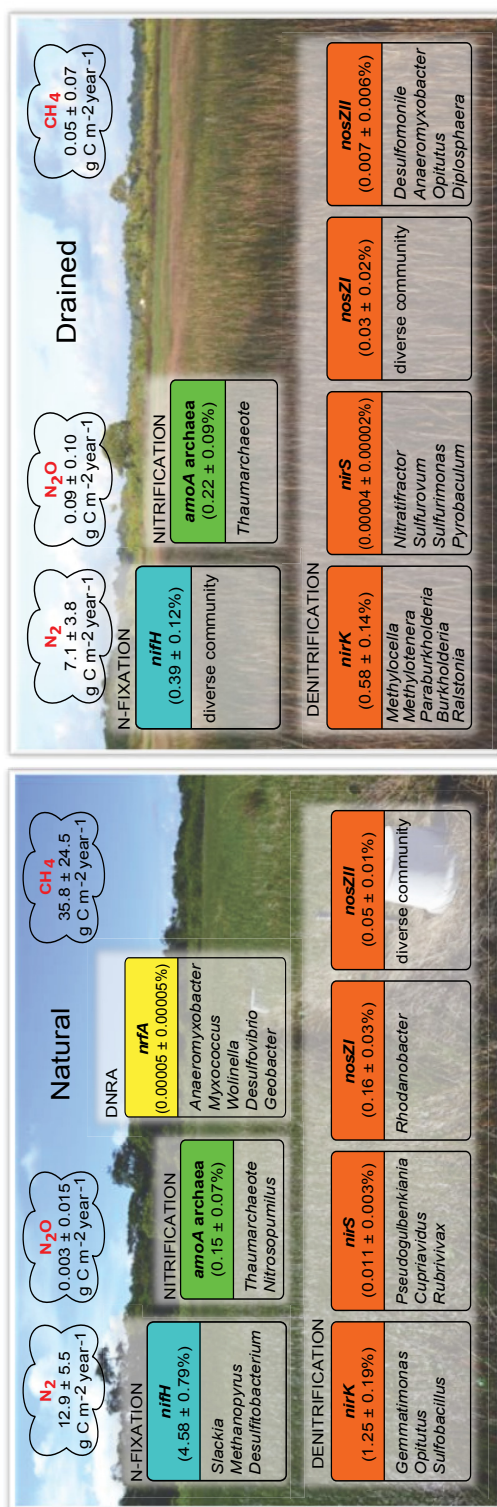 Natural
N2
12.9 ± 5.5
g C m-2 year-1
N2O
0.003 ± 0.015
g C m-2 year-1
CH4
35.8 ± 24.5
g C m-2 year-1
N-FIXATION
nifH
(4.58 ± 0.79%)
Slackia
Methanopyrus
Desulfitobacterium
NITRIFICATION
amoA archaea
(0.15 ± 0.07%)
Thaumarchaeote
Nitrosopumilus
DNRA
nrfA
(0.00005 ± 0.00005%)
Anaeromyxobacter
Myxococcus
Wolinella
Desulfovibrio
Geobacter
DENITRIFICATION
nirK
(1.25 ± 0.19%)
Gemmatimonas
Opitutus
Sulfobacillus
nirS
(0.011 ± 0.003%)
Pseudogulbenkiania
Cupriavidus
Rubrivivax
nosZI
(0.16 ± 0.03%)
Rhodanobacter
nosZII
(0.05 ± 0.01%)
diverse community
Drained
N2
7.1 ± 3.8
g C m-2 year-1
N2O
0.09 ± 0.10
g C m-2 year-1
CH4
0.05 ± 0.07
g C m-2 year-1
N-FIXATION
nifH
(0.39 ± 0.12%)
diverse community
NITRIFICATION
amoA archaea
(0.22 ± 0.09%)
Thaumarchaeote
DENITRIFICATION
nirK
(0.58 ± 0.14%)
Methylocella
Methylotenera
Paraburkholderia
Burkholderia
Ralstonia
nirS
(0.00004 ± 0.00002%)
Nitratifractor
Sulfurovum
Sulfurimonas
Pyrobaculum
nosZI
(0.03 ± 0.02%)
diverse community
nosZII
(0.007 ± 0.006%)
Desulfomonile
Anaeromyxobacter
Opitutus
Diplosphaera